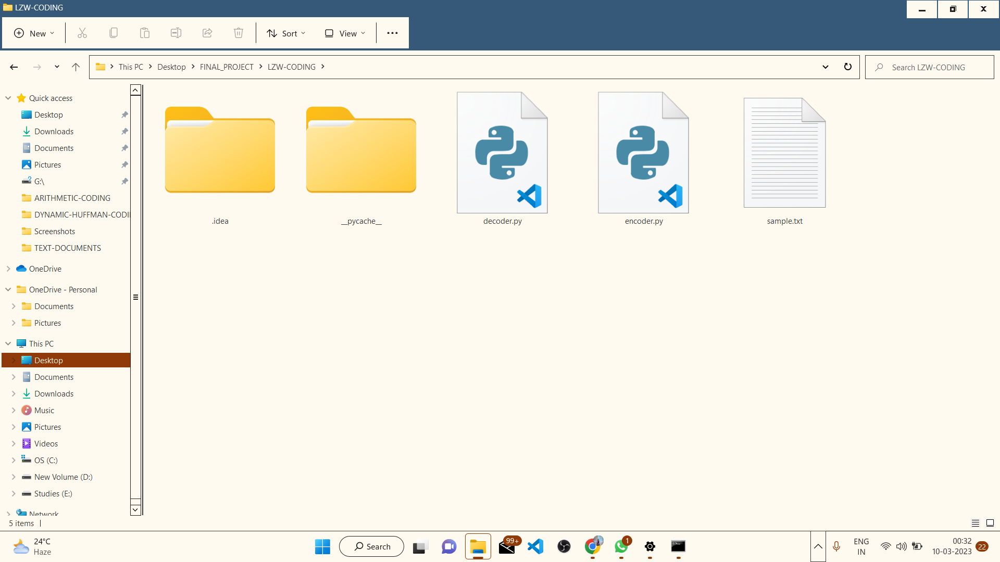 LZW-CODING
New
Sort
View
This PC
Desktop
FINAL_PROJECT
LZW-CODING
Search LZW-CODING
Quick access
Desktop
Downloads
Documents
Pictures
G:\
ARITHMETIC-CODING
DYNAMIC-HUFFMAN-CODI
Screenshots
TEXT-DOCUMENTS
OneDrive
OneDrive - Personal
Documents
Pictures
This PC
Desktop
Documents
Downloads
Music
Pictures
Videos
OS (C:)
New Volume (D:)
Studies (E:)
Network
.idea
__pycache__
decoder.py
encoder.py
sample.txt
5 items
24°C
Haze
Search
99+
1
ENG
IN
00:32
10-03-2023
22